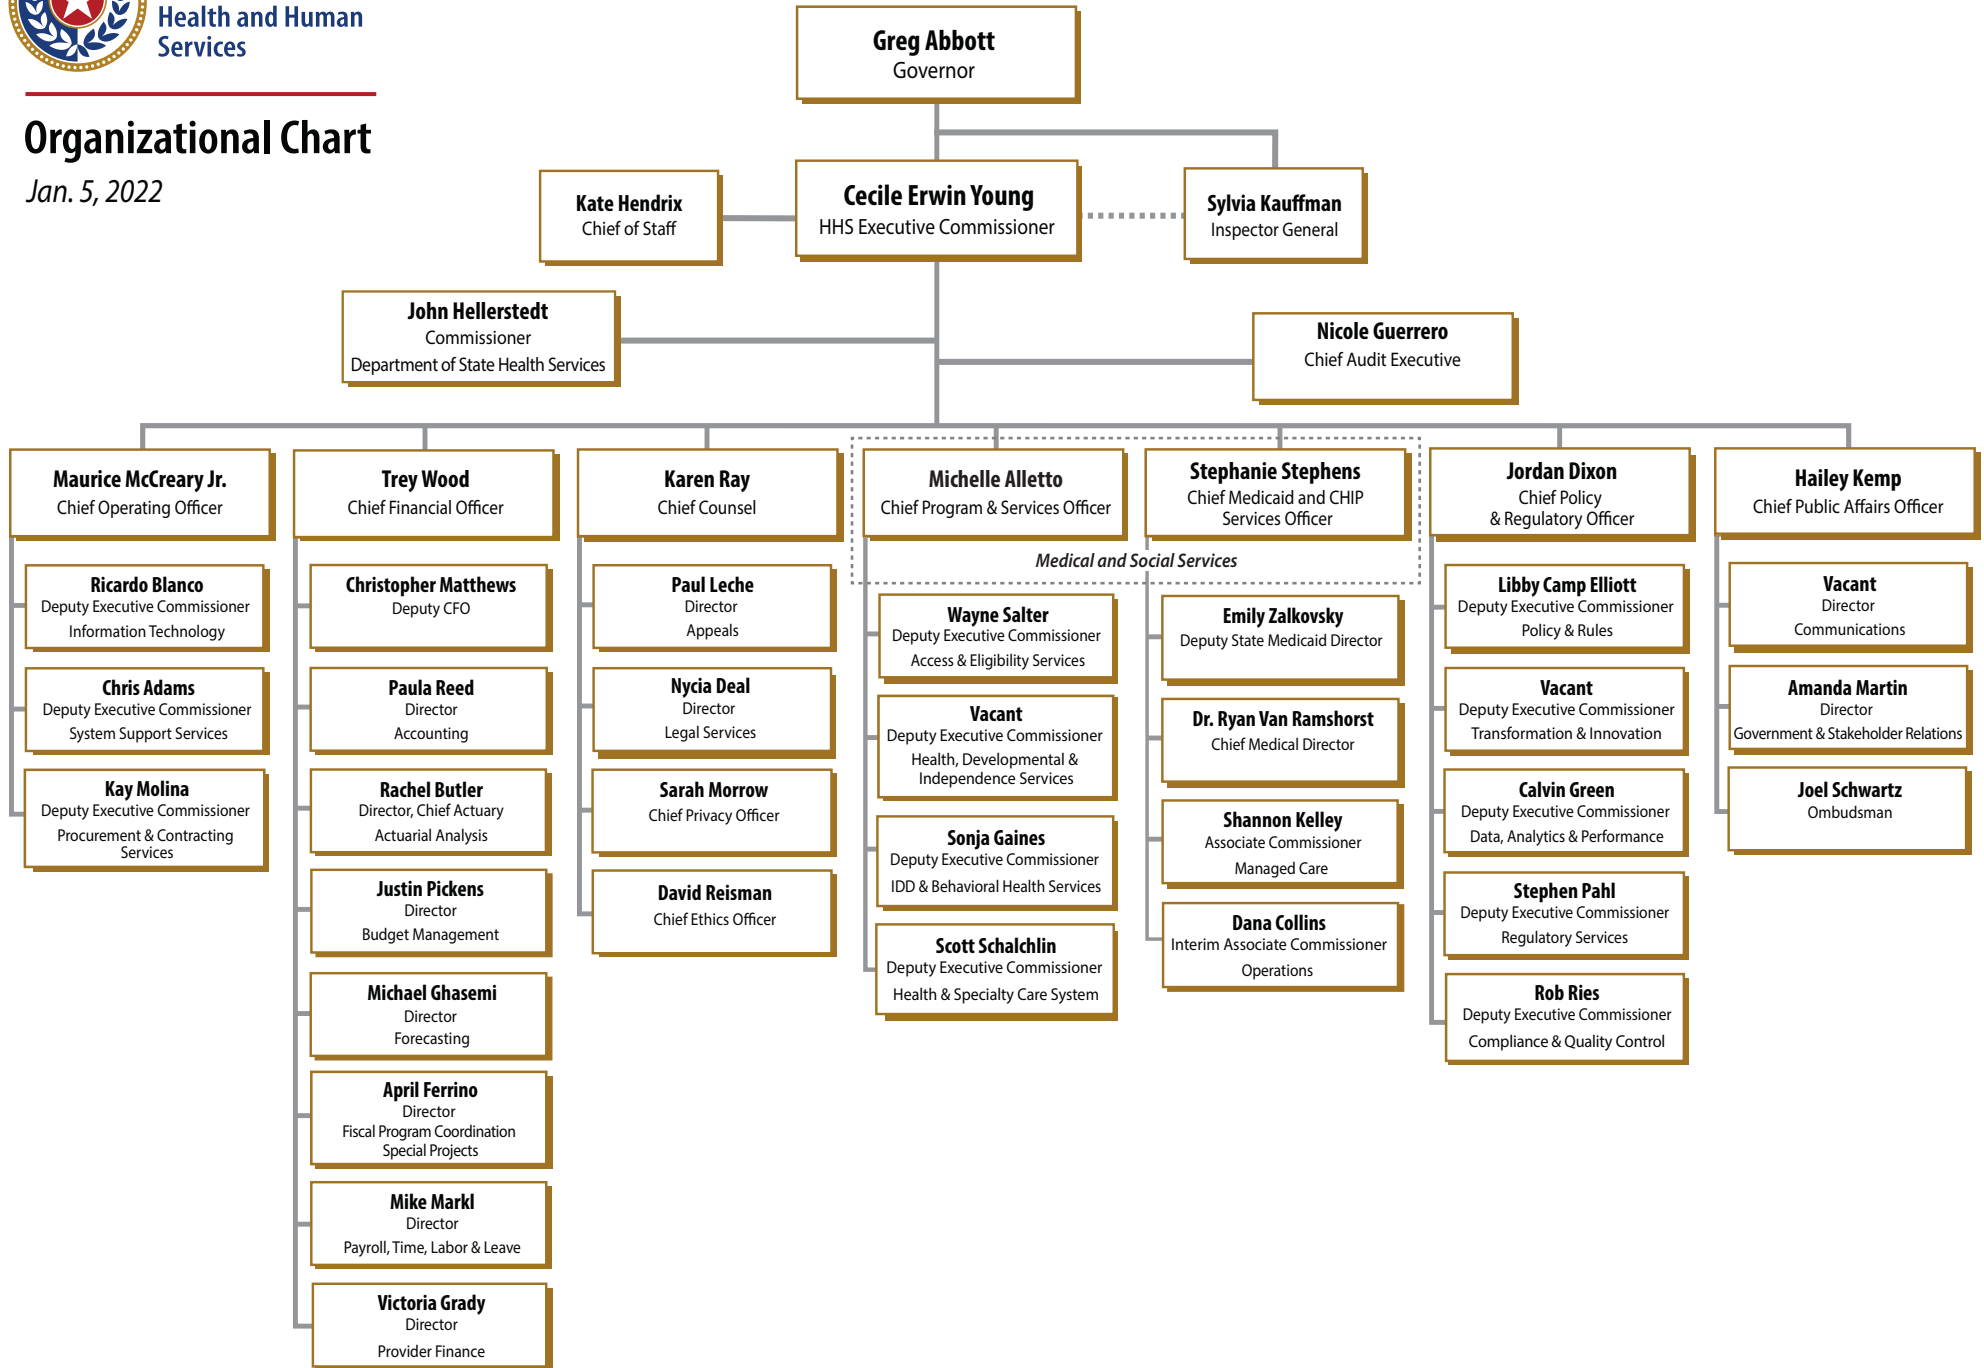 Health and Human
Services
Organizational Chart
Jan. 5, 2022
Greg Abbott
Governor
Kate Hendrix
Chief of Staff
Cecile Erwin Young
HHS Executive Commissioner
Sylvia Kauffman
Inspector General
John Hellerstedt
Commissioner
Department of State Health Services
Nicole Guerrero
Chief Audit Executive
Maurice McCreary Jr.
Chief Operating Officer
Ricardo Blanco
Deputy Executive Commissioner
Information Technology
Chris Adams
Deputy Executive Commissioner
System Support Services
Kay Molina
Deputy Executive Commissioner
Procurement & Contracting
Services
Trey Wood
Chief Financial Officer
Christopher Matthews
Deputy CFO
Paula Reed
Director
Accounting
Rachel Butler
Director, Chief Actuary
Actuarial Analysis
Justin Pickens
Director
Budget Management
Michael Ghasemi
Director
Forecasting
April Ferrino
Director
Fiscal Program Coordination
Special Projects
Mike Markl
Director
Payroll, Time, Labor & Leave
Victoria Grady
Director
Provider Finance
Karen Ray
Chief Counsel
Paul Leche
Director
Appeals
Nycia Deal
Director
Legal Services
Sarah Morrow
Chief Privacy Officer
David Reisman
Chief Ethics Officer
Michelle Alletto
Chief Program & Services Officer
Stephanie Stephens
Chief Medicaid and CHIP
Services Officer
Medical and Social Services
Wayne Salter
Deputy Executive Commissioner
Access & Eligibility Services
Vacant
Deputy Executive Commissioner
Health, Developmental &
Independence Services
Sonja Gaines
Deputy Executive Commissioner
IDD & Behavioral Health Services
Scott Schalchlin
Deputy Executive Commissioner
Health & Specialty Care System
Emily Zalkovsky
Deputy State Medicaid Director
Dr. Ryan Van Ramshorst
Chief Medical Director
Shannon Kelley
Associate Commissioner
Managed Care
Dana Collins
Interim Associate Commissioner
Operations
Jordan Dixon
Chief Policy
& Regulatory Officer
Libby Camp Elliott
Deputy Executive Commissioner
Policy & Rules
Vacant
Deputy Executive Commissioner
Transformation & Innovation
Calvin Green
Deputy Executive Commissioner
Data, Analytics & Performance
Stephen Pahl
Deputy Executive Commissioner
Regulatory Services
Rob Ries
Deputy Executive Commissioner
Compliance & Quality Control
Hailey Kemp
Chief Public Affairs Officer
Vacant
Director
Communications
Amanda Martin
Director
Government & Stakeholder Relations
Joel Schwartz
Ombudsman